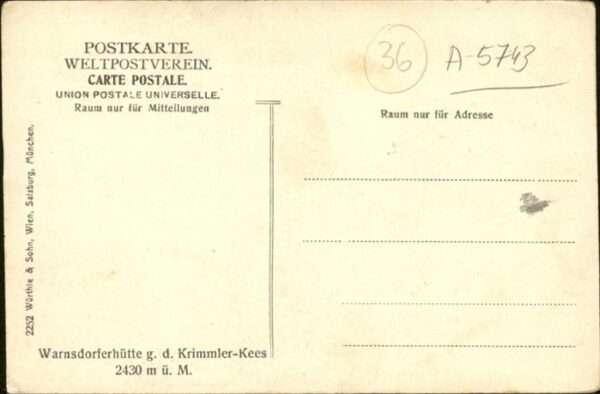 POSTKARTE.
WELTPOSTVEREIN.
CARTE POSTALE.
UNION POSTALE UNIVERSELLE.
Raum nur für Mitteilungen
36
A-5743
Raum nur für Adresse
2252 Würthle & Sohn, Wien, Salzburg, München.
Warnsdorferhütte g. d. Krimmler-Kees
2430 m ü. M.